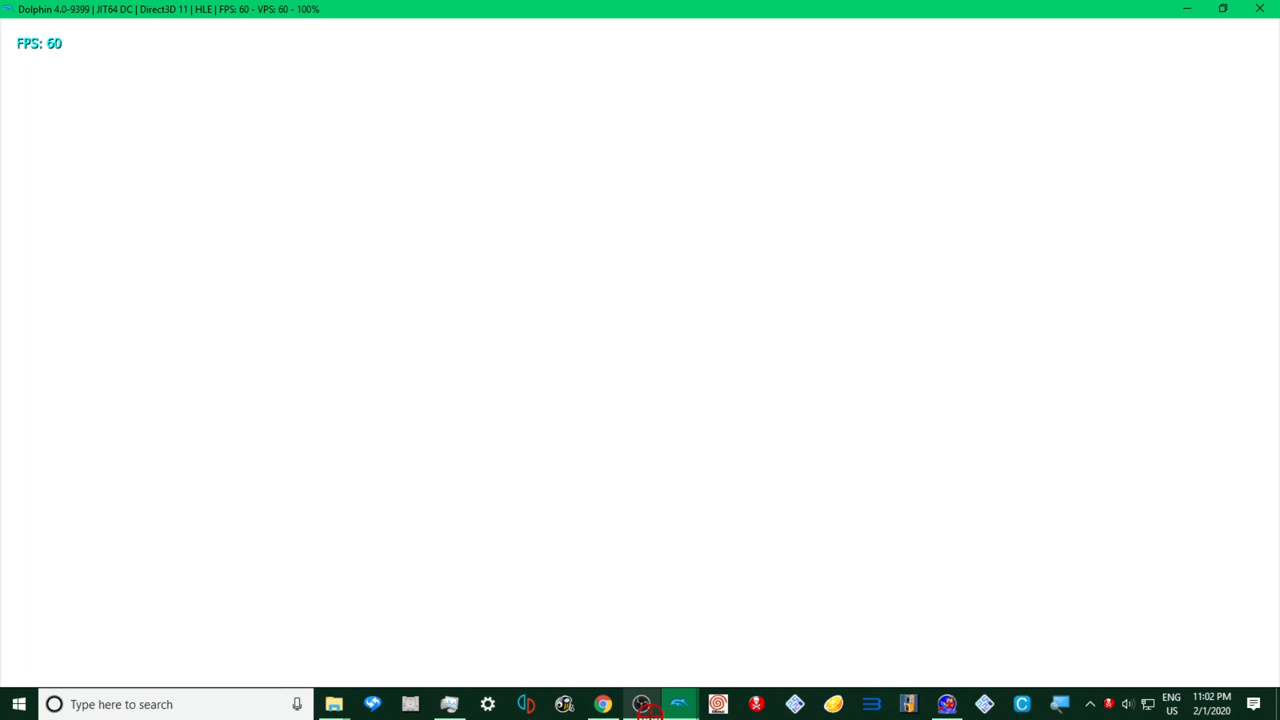 Dolphin 4.0-9399 | JIT64 DC | Direct3D 11 | HLE | FPS: 60 - VPS: 60 - 100%
FPS: 60
Type here to search
ENG
US
11:02 PM
2/1/2020